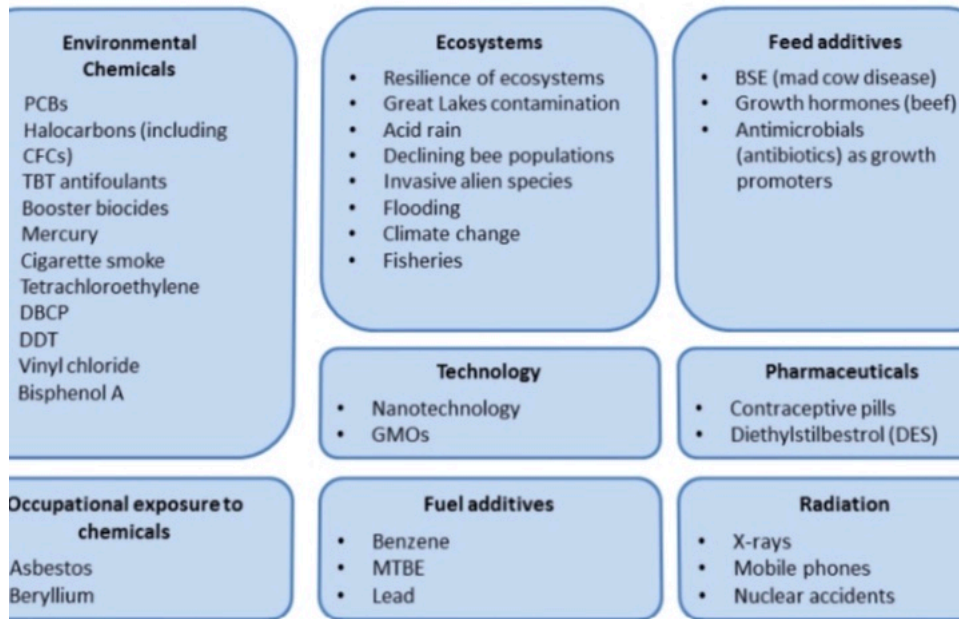 Environmental
Chemicals
PCBs
Halocarbons (including
CFCs)
TBT antifoulants
Booster biocides
Mercury
Cigarette smoke
Tetrachloroethylene
DBCP
DDT
Vinyl chloride
Bisphenol A
Ecosystems
• Resilience of ecosystems
• Great Lakes contamination
• Acid rain
• Declining bee populations
• Invasive alien species
• Flooding
• Climate change
• Fisheries
Feed additives
• BSE (mad cow disease)
• Growth hormones (beef)
• Antimicrobials
(antibiotics) as growth
promoters
Technology
• Nanotechnology
• GMOs
Pharmaceuticals
• Contraceptive pills
• Diethylstilbestrol (DES)
Occupational exposure to
chemicals
Asbestos
Beryllium
Fuel additives
• Benzene
• MTBE
• Lead
Radiation
• X-rays
• Mobile phones
• Nuclear accidents